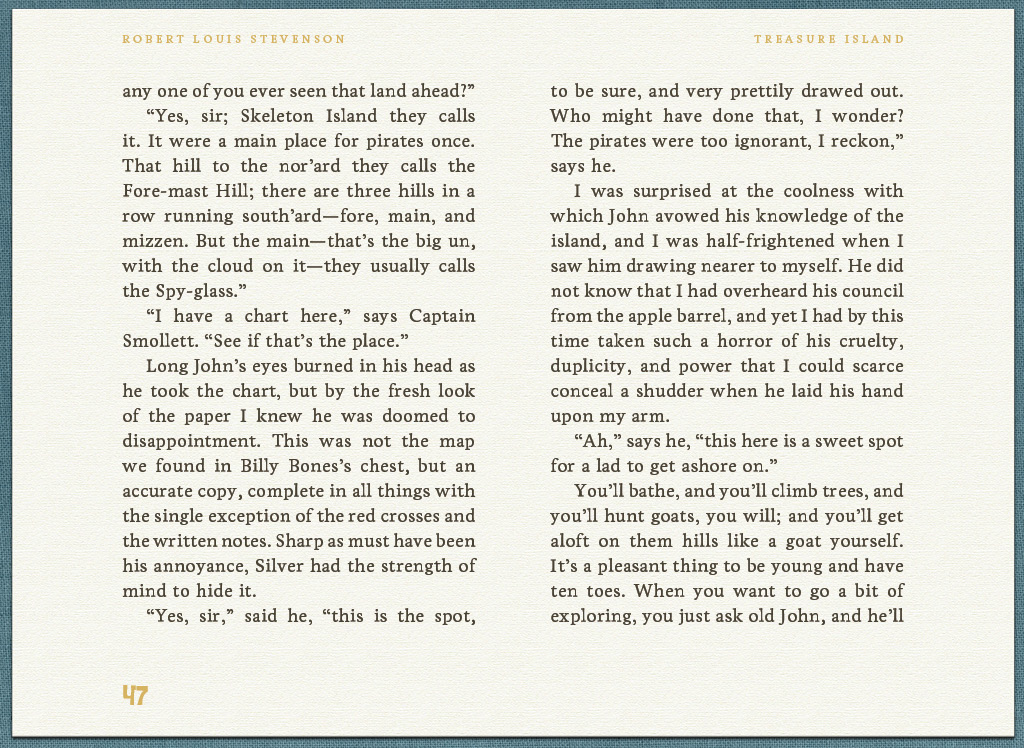 ROBERT LOUIS STEVENSON
any one of you ever seen that land ahead?”
“Yes, sir; Skeleton Island they calls
it. It were a main place for pirates once.
That hill to the nor’ard they calls the
Fore-mast Hill; there are three hills in a
row running south’ard—fore, main, and
mizzen. But the main—that’s the big un,
with the cloud on it—they usually calls
the Spy-glass.”
“I have a chart here,” says Captain
Smollett. “See if that’s the place.”
Long John’s eyes burned in his head as
he took the chart, but by the fresh look
of the paper I knew he was doomed to
disappointment. This was not the map
we found in Billy Bones’s chest, but an
accurate copy, complete in all things with
the single exception of the red crosses and
the written notes. Sharp as must have been
his annoyance, Silver had the strength of
mind to hide it.
“Yes, sir,” said he, “this is the spot,
47
TREASURE ISLAND
to be sure, and very prettily drawed out.
Who might have done that, I wonder?
The pirates were too ignorant, I reckon,”
says he.
I was surprised at the coolness with
which John avowed his knowledge of the
island, and I was half-frightened when I
saw him drawing nearer to myself. He did
not know that I had overheard his council
from the apple barrel, and yet I had by this
time taken such a horror of his cruelty,
duplicity, and power that I could scarce
conceal a shudder when he laid his hand
upon my arm.
“Ah,” says he, “this here is a sweet spot
for a lad to get ashore on.”
You’ll bathe, and you’ll climb trees, and
you’ll hunt goats, you will; and you’ll get
aloft on them hills like a goat yourself.
It’s a pleasant thing to be young and have
ten toes. When you want to go a bit of
exploring, you just ask old John, and he’ll